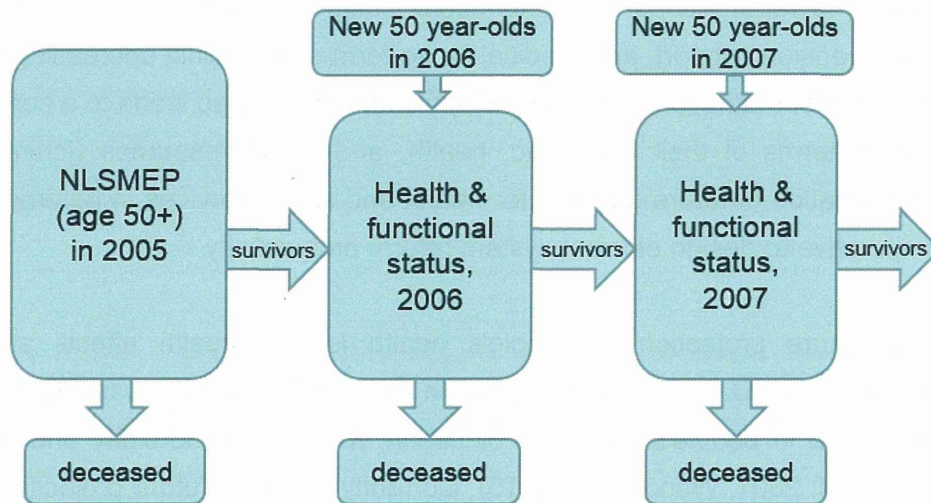 New 50 year-olds
in 2006
New 50 year-olds
in 2007
NLSMEP
(age 50+)
in 2005
survivors
Health &
functional
status,
2006
survivors
Health &
functional
status,
2007
survivors
deceased
deceased
deceased